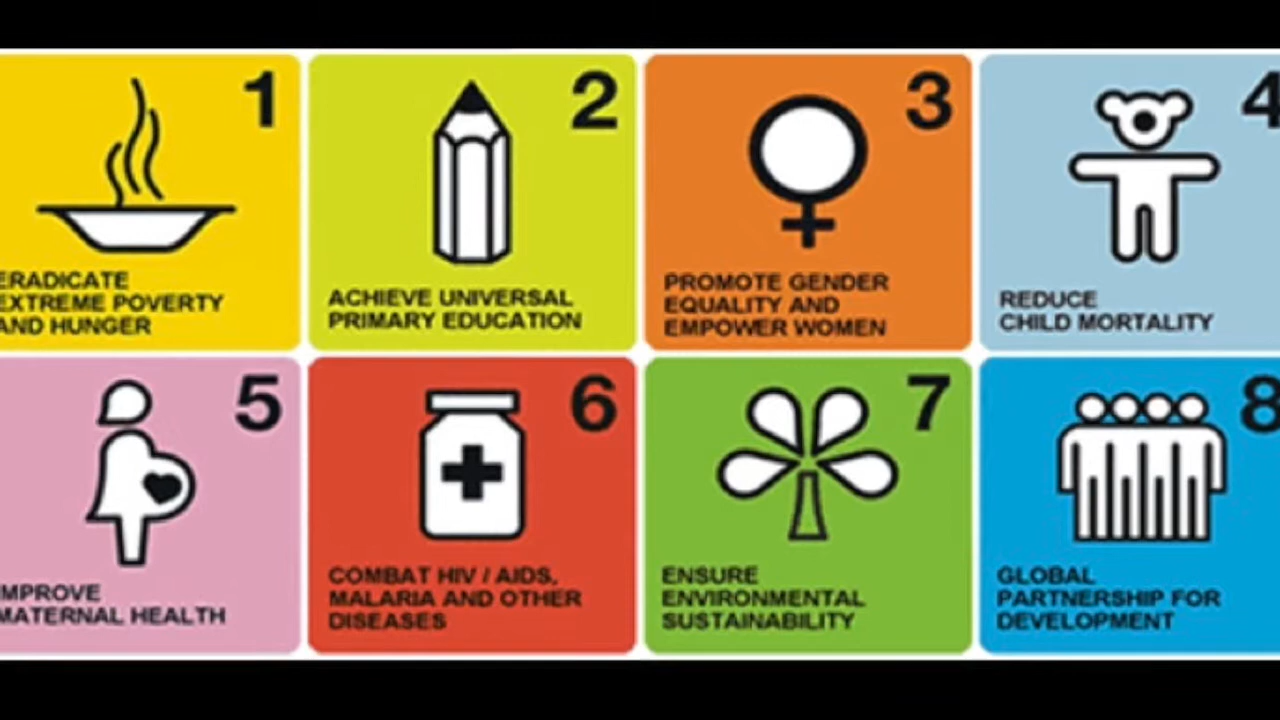 1
ERADICATE
EXTREME POVERTY
AND HUNGER
2
ACHIEVE UNIVERSAL
PRIMARY EDUCATION
3
PROMOTE GENDER
EQUALITY AND
EMPOWER WOMEN
4
REDUCE
CHILD MORTALITY
5
IMPROVE
MATERNAL HEALTH
6
COMBAT HIV / AIDS,
MALARIA AND OTHER
DISEASES
7
ENSURE
ENVIRONMENTAL
SUSTAINABILITY
8
GLOBAL
PARTNERSHIP FOR
DEVELOPMENT